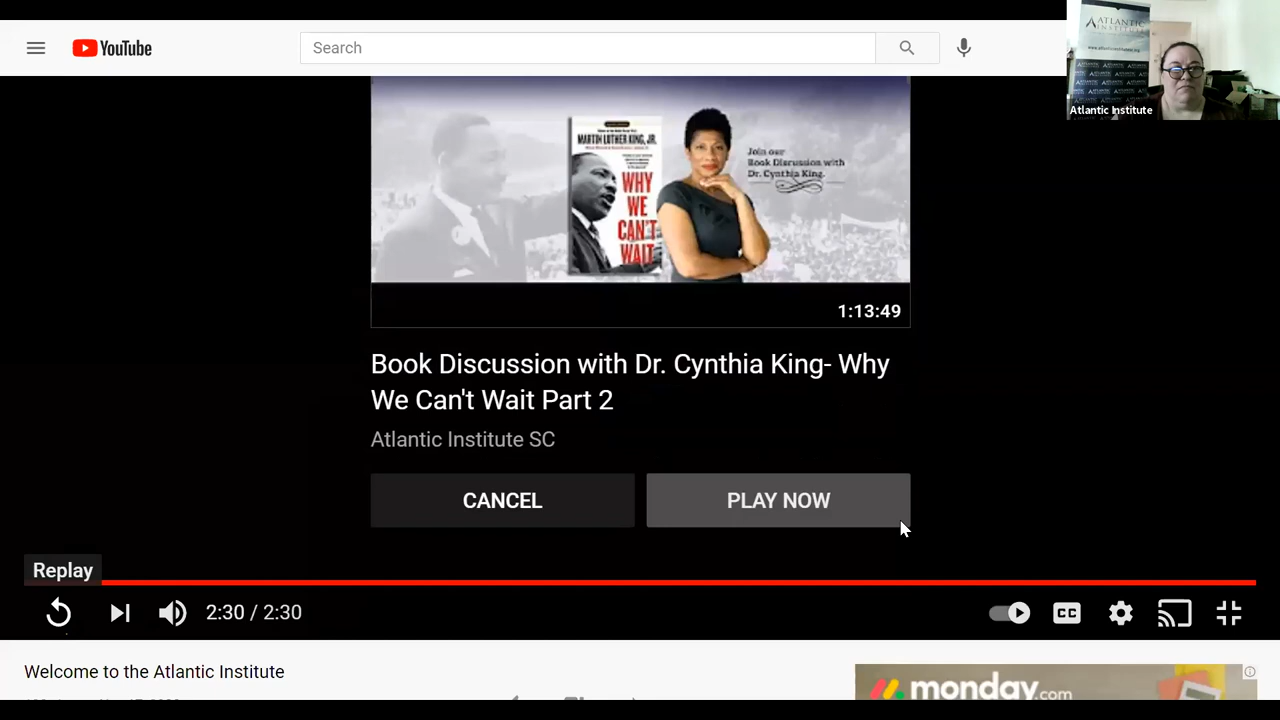 YouTube
Search
ATLANTIC
INSTITUTE
Atlantic Institute
MARTIN LUTHER KING, JR.
WHY
WE
CAN'T
WAIT
Join our
Book Discussion with
Dr. Cynthia King.
1:13:49
Book Discussion with Dr. Cynthia King- Why
We Can't Wait Part 2
Atlantic Institute SC
CANCEL
PLAY NOW
Replay
2:30 / 2:30
CC
Welcome to the Atlantic Institute
monday.com